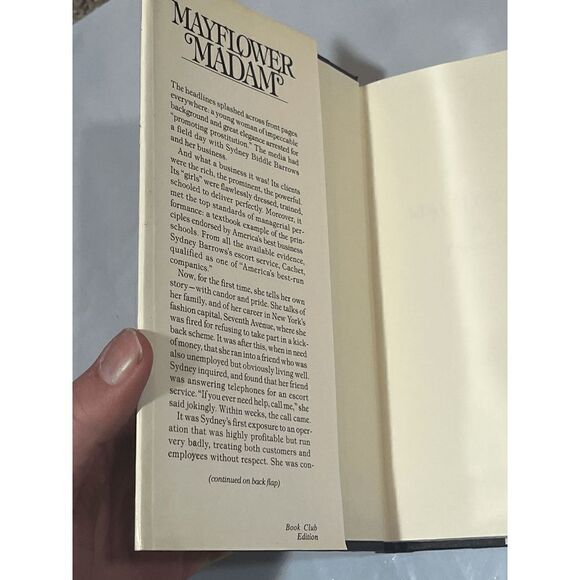 MAYFLOWER
MADAM
The headlines splashed across front pages
everywhere: a young woman of impeccable
background and great elegance arrested for
"promoting prostitution." The media had
a field day with Sydney Biddle Barrows
and her business.
And what a business it was! Its clients
were the rich, the prominent, the powerful.
Its "girls" were flawlessly dressed, trained,
schooled to deliver perfectly. Moreover, it
met the top standards of managerial per-
formance: a textbook example of the prin-
ciples endorsed by America's best business
schools. From all the available evidence,
Sydney Barrows's escort service, Cachet,
qualified as one of "America's best-run
companies."
Now, for the first time, she tells her own
story—with candor and pride. She talks of
her family, and of her career in New York's
fashion capital, Seventh Avenue, where she
was fired for refusing to take part in a kick-
back scheme. It was after this, when in need
of money, that she ran into a friend who was
also unemployed but obviously living well.
Sydney inquired, and found that her friend
was answering telephones for an escort
service. "If you ever need help, call me," she
said jokingly. Within weeks, the call came.
It was Sydney's first exposure to an oper-
ation that was highly profitable but run
very badly, treating both customers and
employees without respect. She was con-
(continued on back flap)
Book Club
Edition